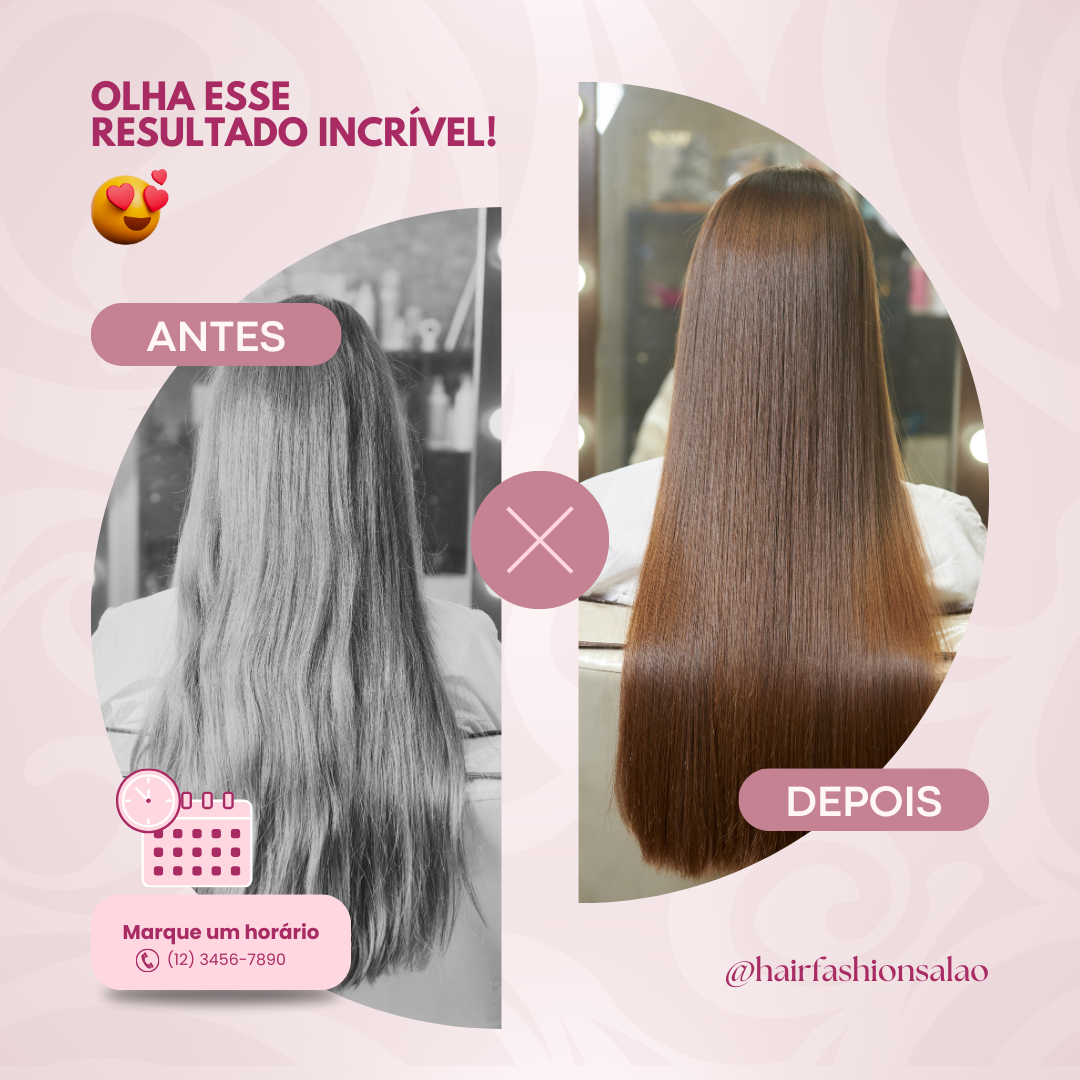 OLHA ESSE
RESULTADO INCRÍVEL!
ANTES
DEPOIS
Marque um horário
(12) 3456-7890
@hairfashionsalao